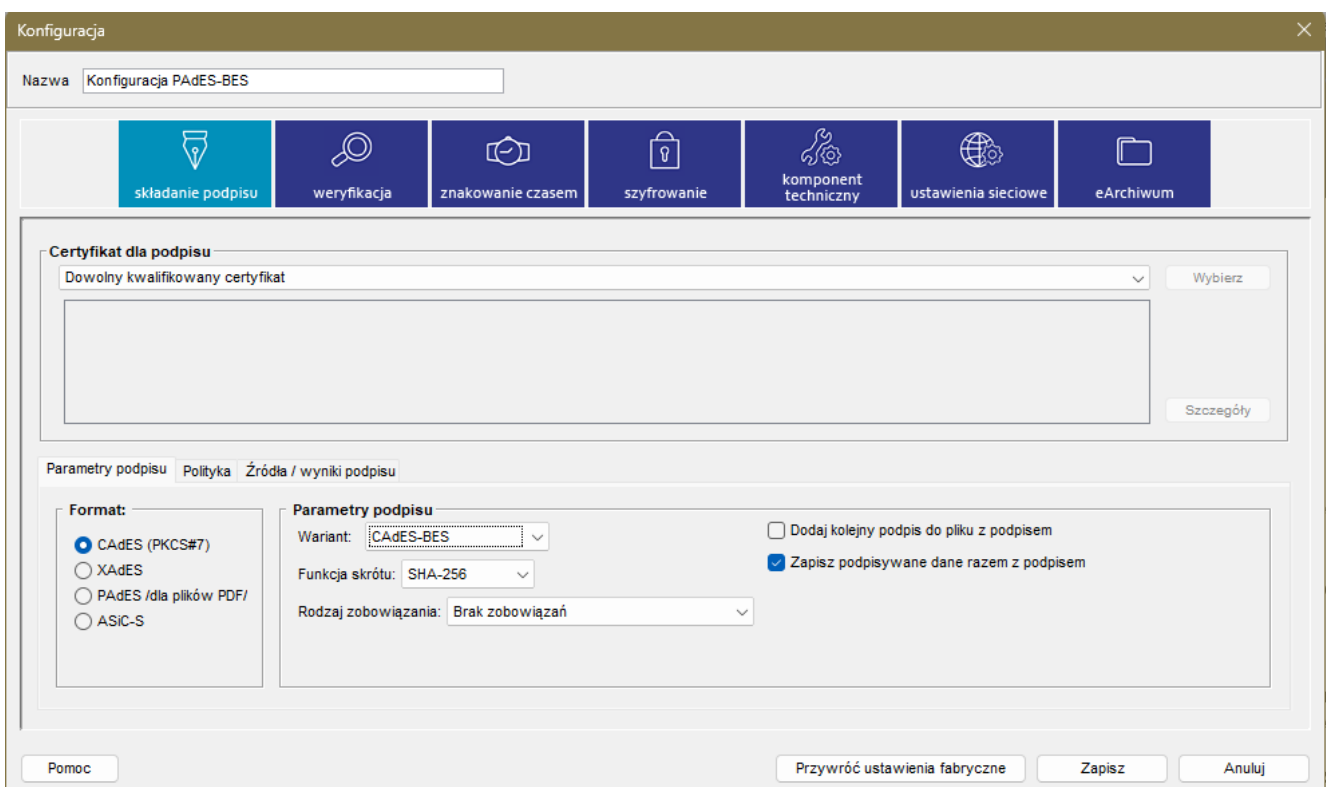 Konfiguracja
Nazwa Konfiguracja PAdES-BES
składanie podpisu
weryfikacja
znakowanie czasem
szyfrowanie
komponent
techniczny
ustawienia sieciowe
eArchiwum
Certyfikat dla podpisu
Dowolny kwalifikowany certyfikat
Wybierz
Szczegóły
Parametry podpisu Polityka Źródła / wyniki podpisu
Format:
CAdES (PKCS#7)
XAdES
PAdES /dla plików PDF/
ASiC-S
Parametry podpisu
Wariant: CAdES-BES
Funkcja skrótu: SHA-256
Rodzaj zobowiązania: Brak zobowiązań
Dodaj kolejny podpis do pliku z podpisem
Zapisz podpisywane dane razem z podpisem
Pomoc
Przywróć ustawienia fabryczne
Zapisz
Anuluj